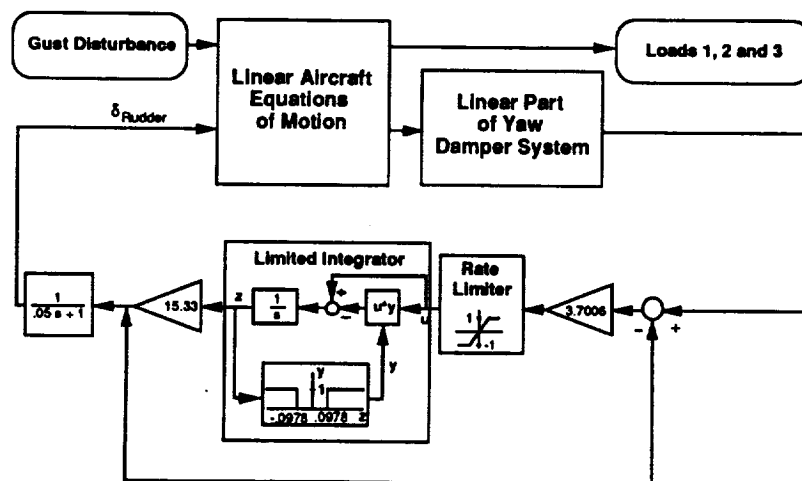 Gust Disturbance
Linear Aircraft
Equations
of Motion
Loads 1, 2 and 3
Linear Part
of Yaw
Damper System
δRudder
Limited Integrator
Rate
Limiter
1
-1
3.7006
+
−
u
u*y
+
−
1
s
z
15.33
1
.05 s + 1
y
1
-.0978 .0978 z
y